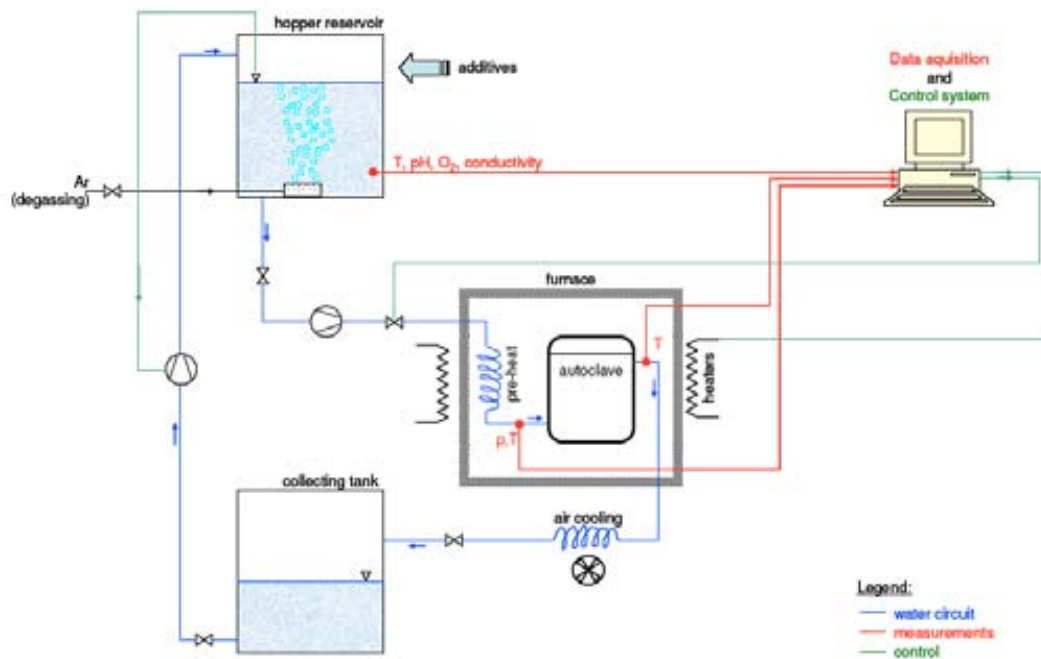 hopper reservoir
additives
Data aquisition
and
Control system
T, pH, O₂, conductivity
Ar
(degassing)
furnace
pre-heat
autoclave
T
heaters
p,T
collecting tank
air cooling
Legend:
water circuit
measurements
control